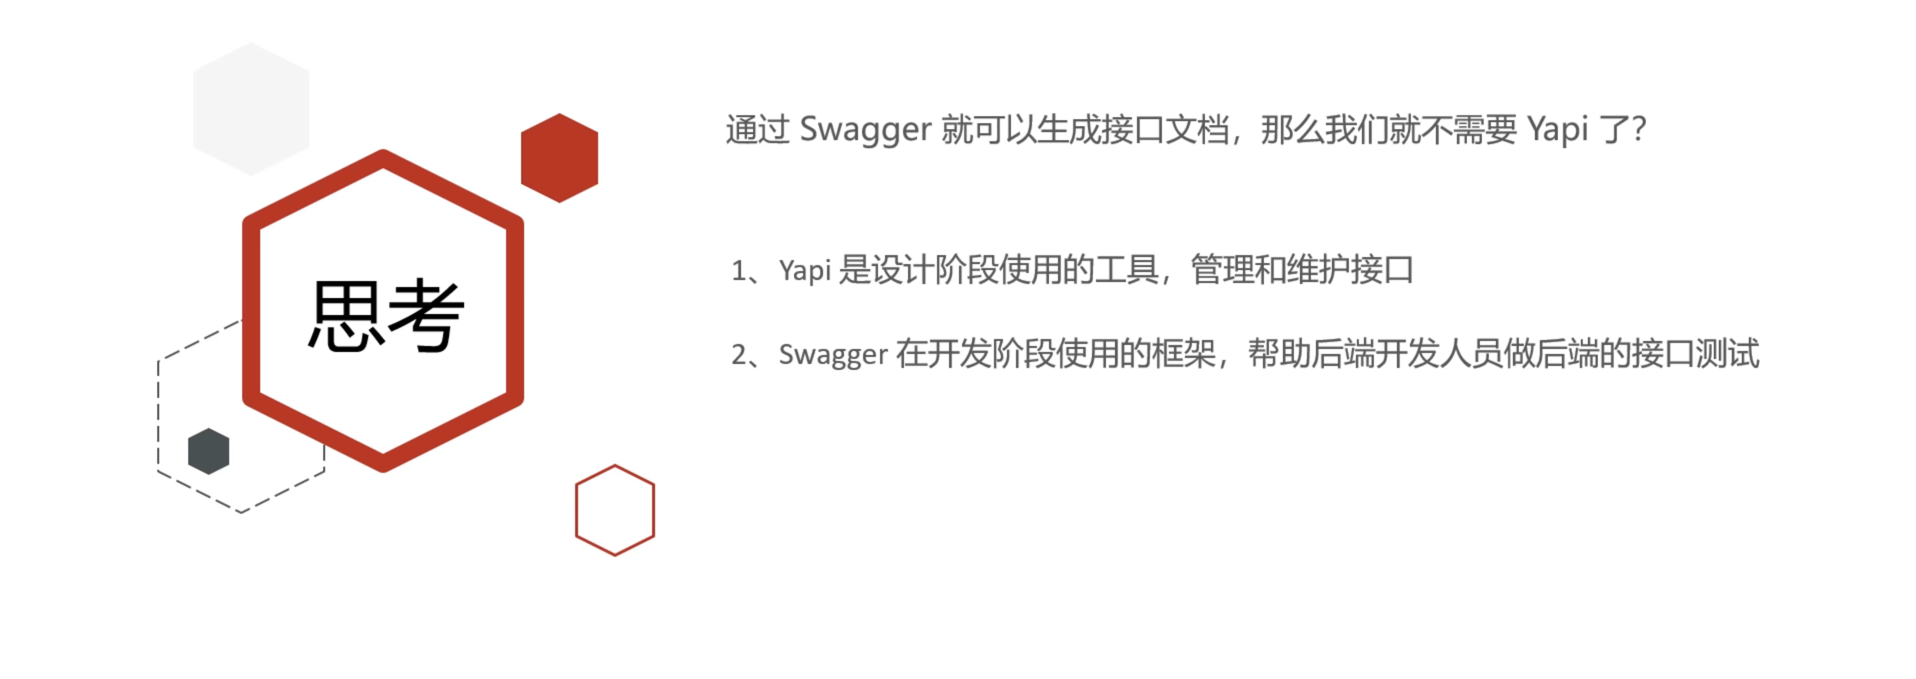 思考
通过 Swagger 就可以生成接口文档，那么我们就不需要 Yapi 了？
1、Yapi 是设计阶段使用的工具，管理和维护接口
2、Swagger 在开发阶段使用的框架，帮助后端开发人员做后端的接口测试